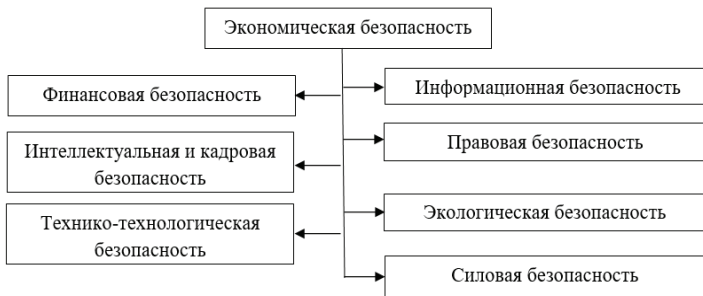 Экономическая безопасность
Финансовая безопасность
Интеллектуальная и кадровая
безопасность
Технико-технологическая
безопасность
Информационная безопасность
Правовая безопасность
Экологическая безопасность
Силовая безопасность